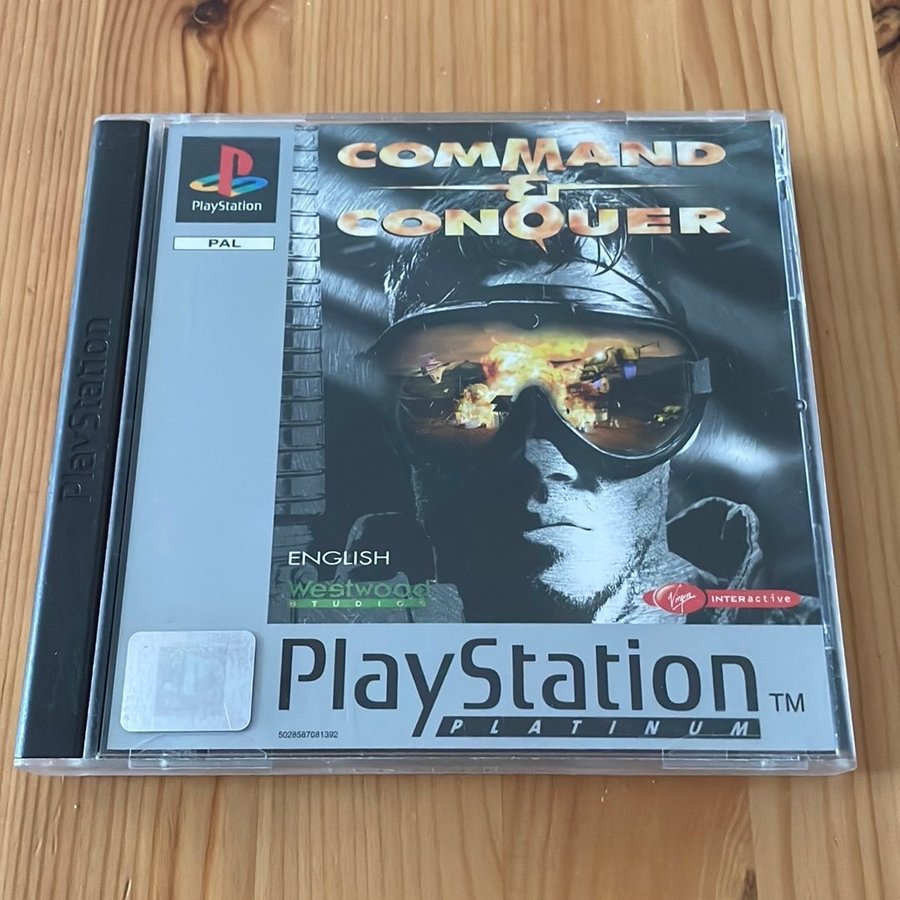 PlayStation
PlayStation
PAL
COMMAND
&
CONQUER
ENGLISH
Westwood
STUDIOS
Virgin INTERactive
PlayStation TM
PLATINUM
5028587081392